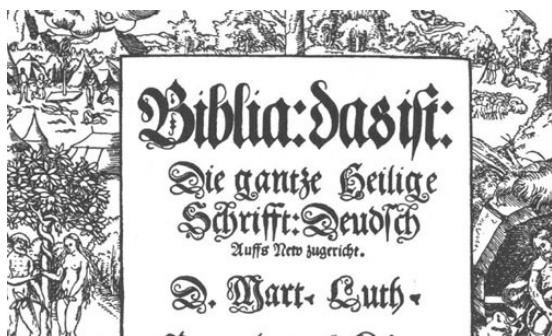 Biblia: das iſt:
Die gantze Heilige
Schrifft: Deudſch
Auffs New zugericht.
D. Mart. Luth.